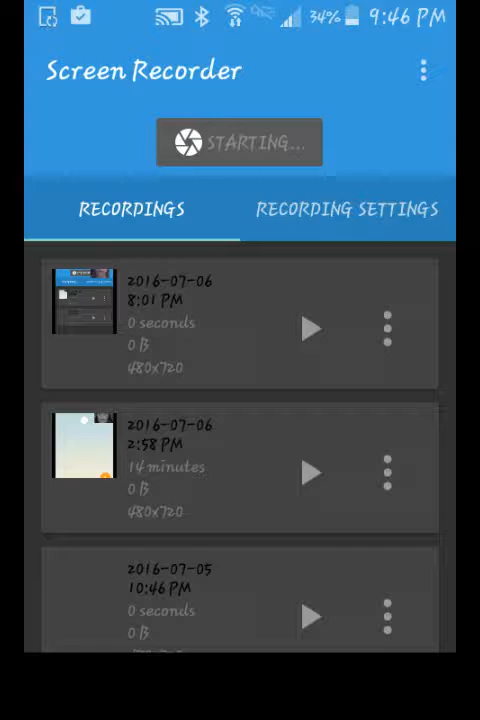 34% 9:46 PM
Screen Recorder
STARTING...
RECORDINGS
RECORDING SETTINGS
2016-07-06
8:01 PM
0 seconds
0 B
480x720
2016-07-06
2:58 PM
14 minutes
0 B
480x720
2016-07-05
10:46 PM
0 seconds
0 B